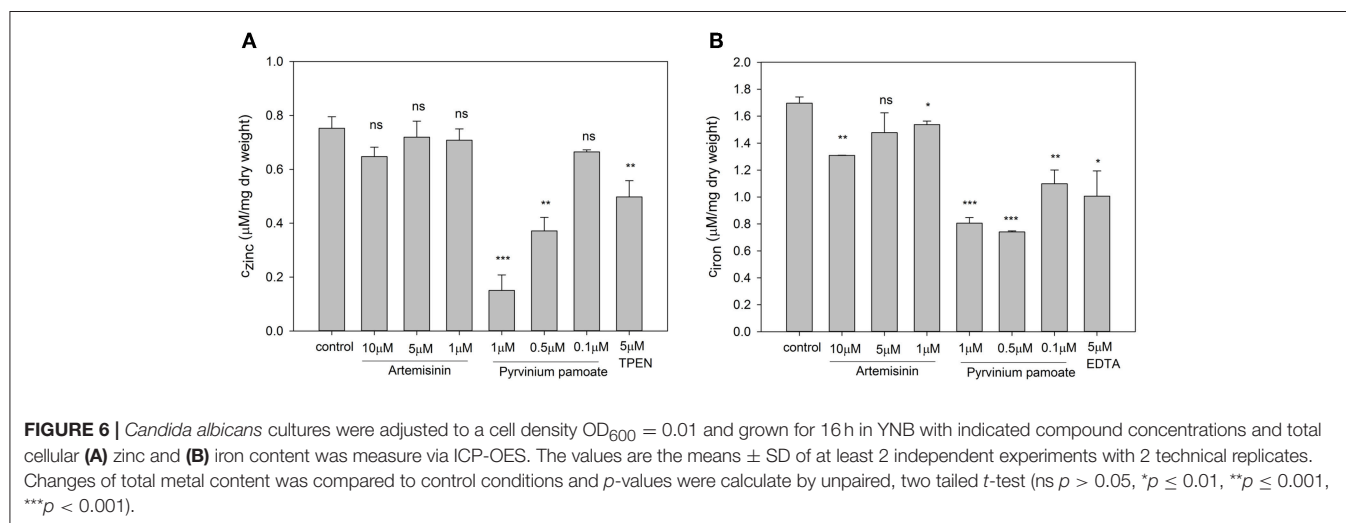 A
1.0
0.8
0.6
0.4
0.2
0.0
czinc (µM/mg dry weight)
ns
ns
ns
***
**
ns
**
control
10µM
5µM
1µM
1µM
0.5µM
0.1µM
5µM
TPEN
Artemisinin
Pyrvinium pamoate
B
2.0
1.8
1.6
1.4
1.2
1.0
0.8
0.6
1.4
1.2
0.0
ciron (µM/mg dry weight)
**
ns
*
***
***
**
*
control
10µM
5µM
1µM
1µM
0.5µM
0.1µM
5µM
EDTA
Artemisinin
Pyrvinium pamoate
FIGURE 6 | Candida albicans cultures were adjusted to a cell density OD600 = 0.01 and grown for 16 h in YNB with indicated compound concentrations and total
cellular (A) zinc and (B) iron content was measure via ICP-OES. The values are the means ± SD of at least 2 independent experiments with 2 technical replicates.
Changes of total metal content was compared to control conditions and p-values were calculate by unpaired, two tailed t-test (ns p > 0.05, *p ≤ 0.01, **p ≤ 0.001,
***p < 0.001).